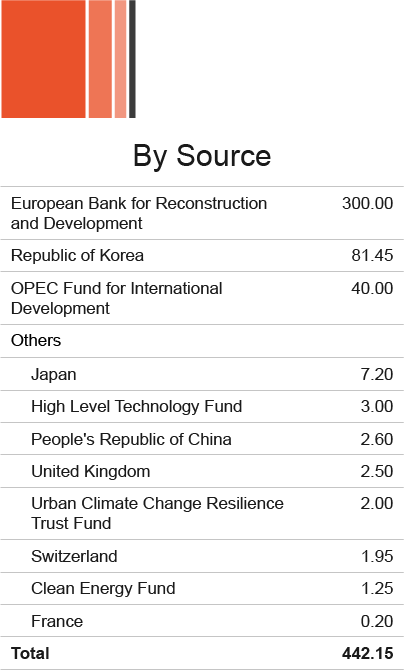 By Source
European Bank for Reconstruction 300.00
and Development
Republic of Korea 81.45
OPEC Fund for International 40.00
Development
Others
Japan 7.20
High Level Technology Fund 3.00
People's Republic of China 2.60
United Kingdom 2.50
Urban Climate Change Resilience 2.00
Trust Fund
Switzerland 1.95
Clean Energy Fund 1.25
France 0.20
Total 442.15